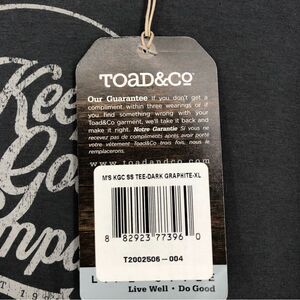 TOAD&CO
Our Guarantee If you don't get a
compliment within three wearings or if
you find something wrong with your
Toad&Co garment, we'll take it back and
make it right. Notre Garantie Si vous ne
recevez pas de compliments après avoir porté
votre vêtement Toad&Co trois fois, nous le
remplacerons.
www.toadandco.com
M'S KGC SS TEE-DARK GRAPHITE-XL
8 82923 77396 0
T2002506-004
Live Well • Do Good
Kee
Go